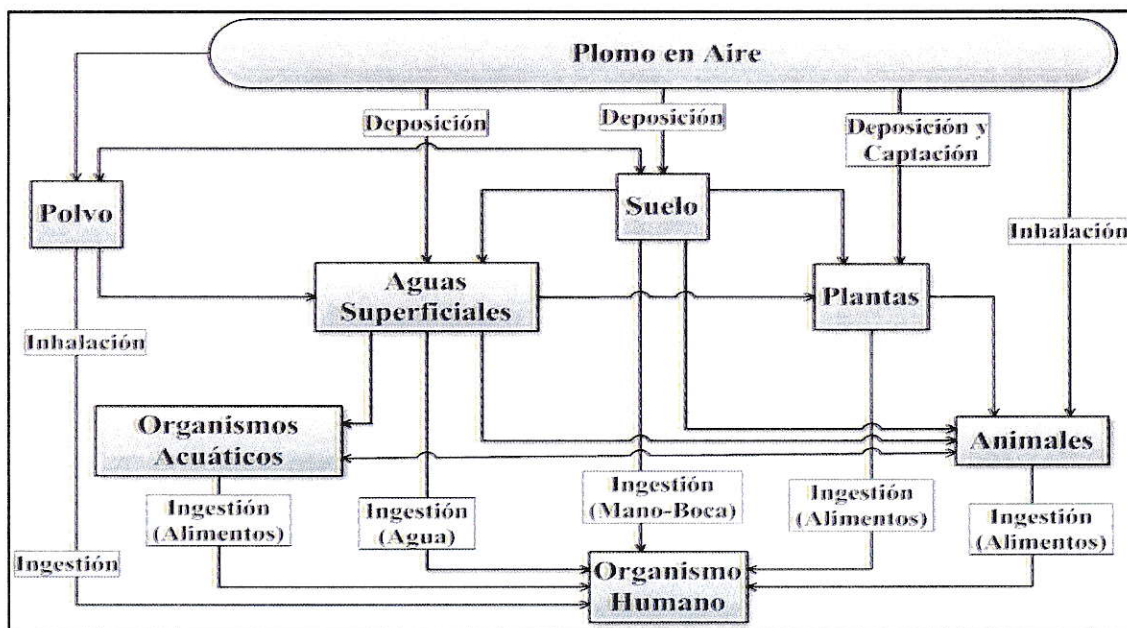 Plomo en Aire
Deposición
Deposición
Deposición y
Captación
Polvo
Suelo
Inhalación
Aguas
Superficiales
Plantas
Inhalación
Organismos
Acuáticos
Animales
Ingestión
(Alimentos)
Ingestión
(Agua)
Ingestión
(Mano-Boca)
Ingestión
(Alimentos)
Ingestión
(Alimentos)
Ingestión
Organismo
Humano